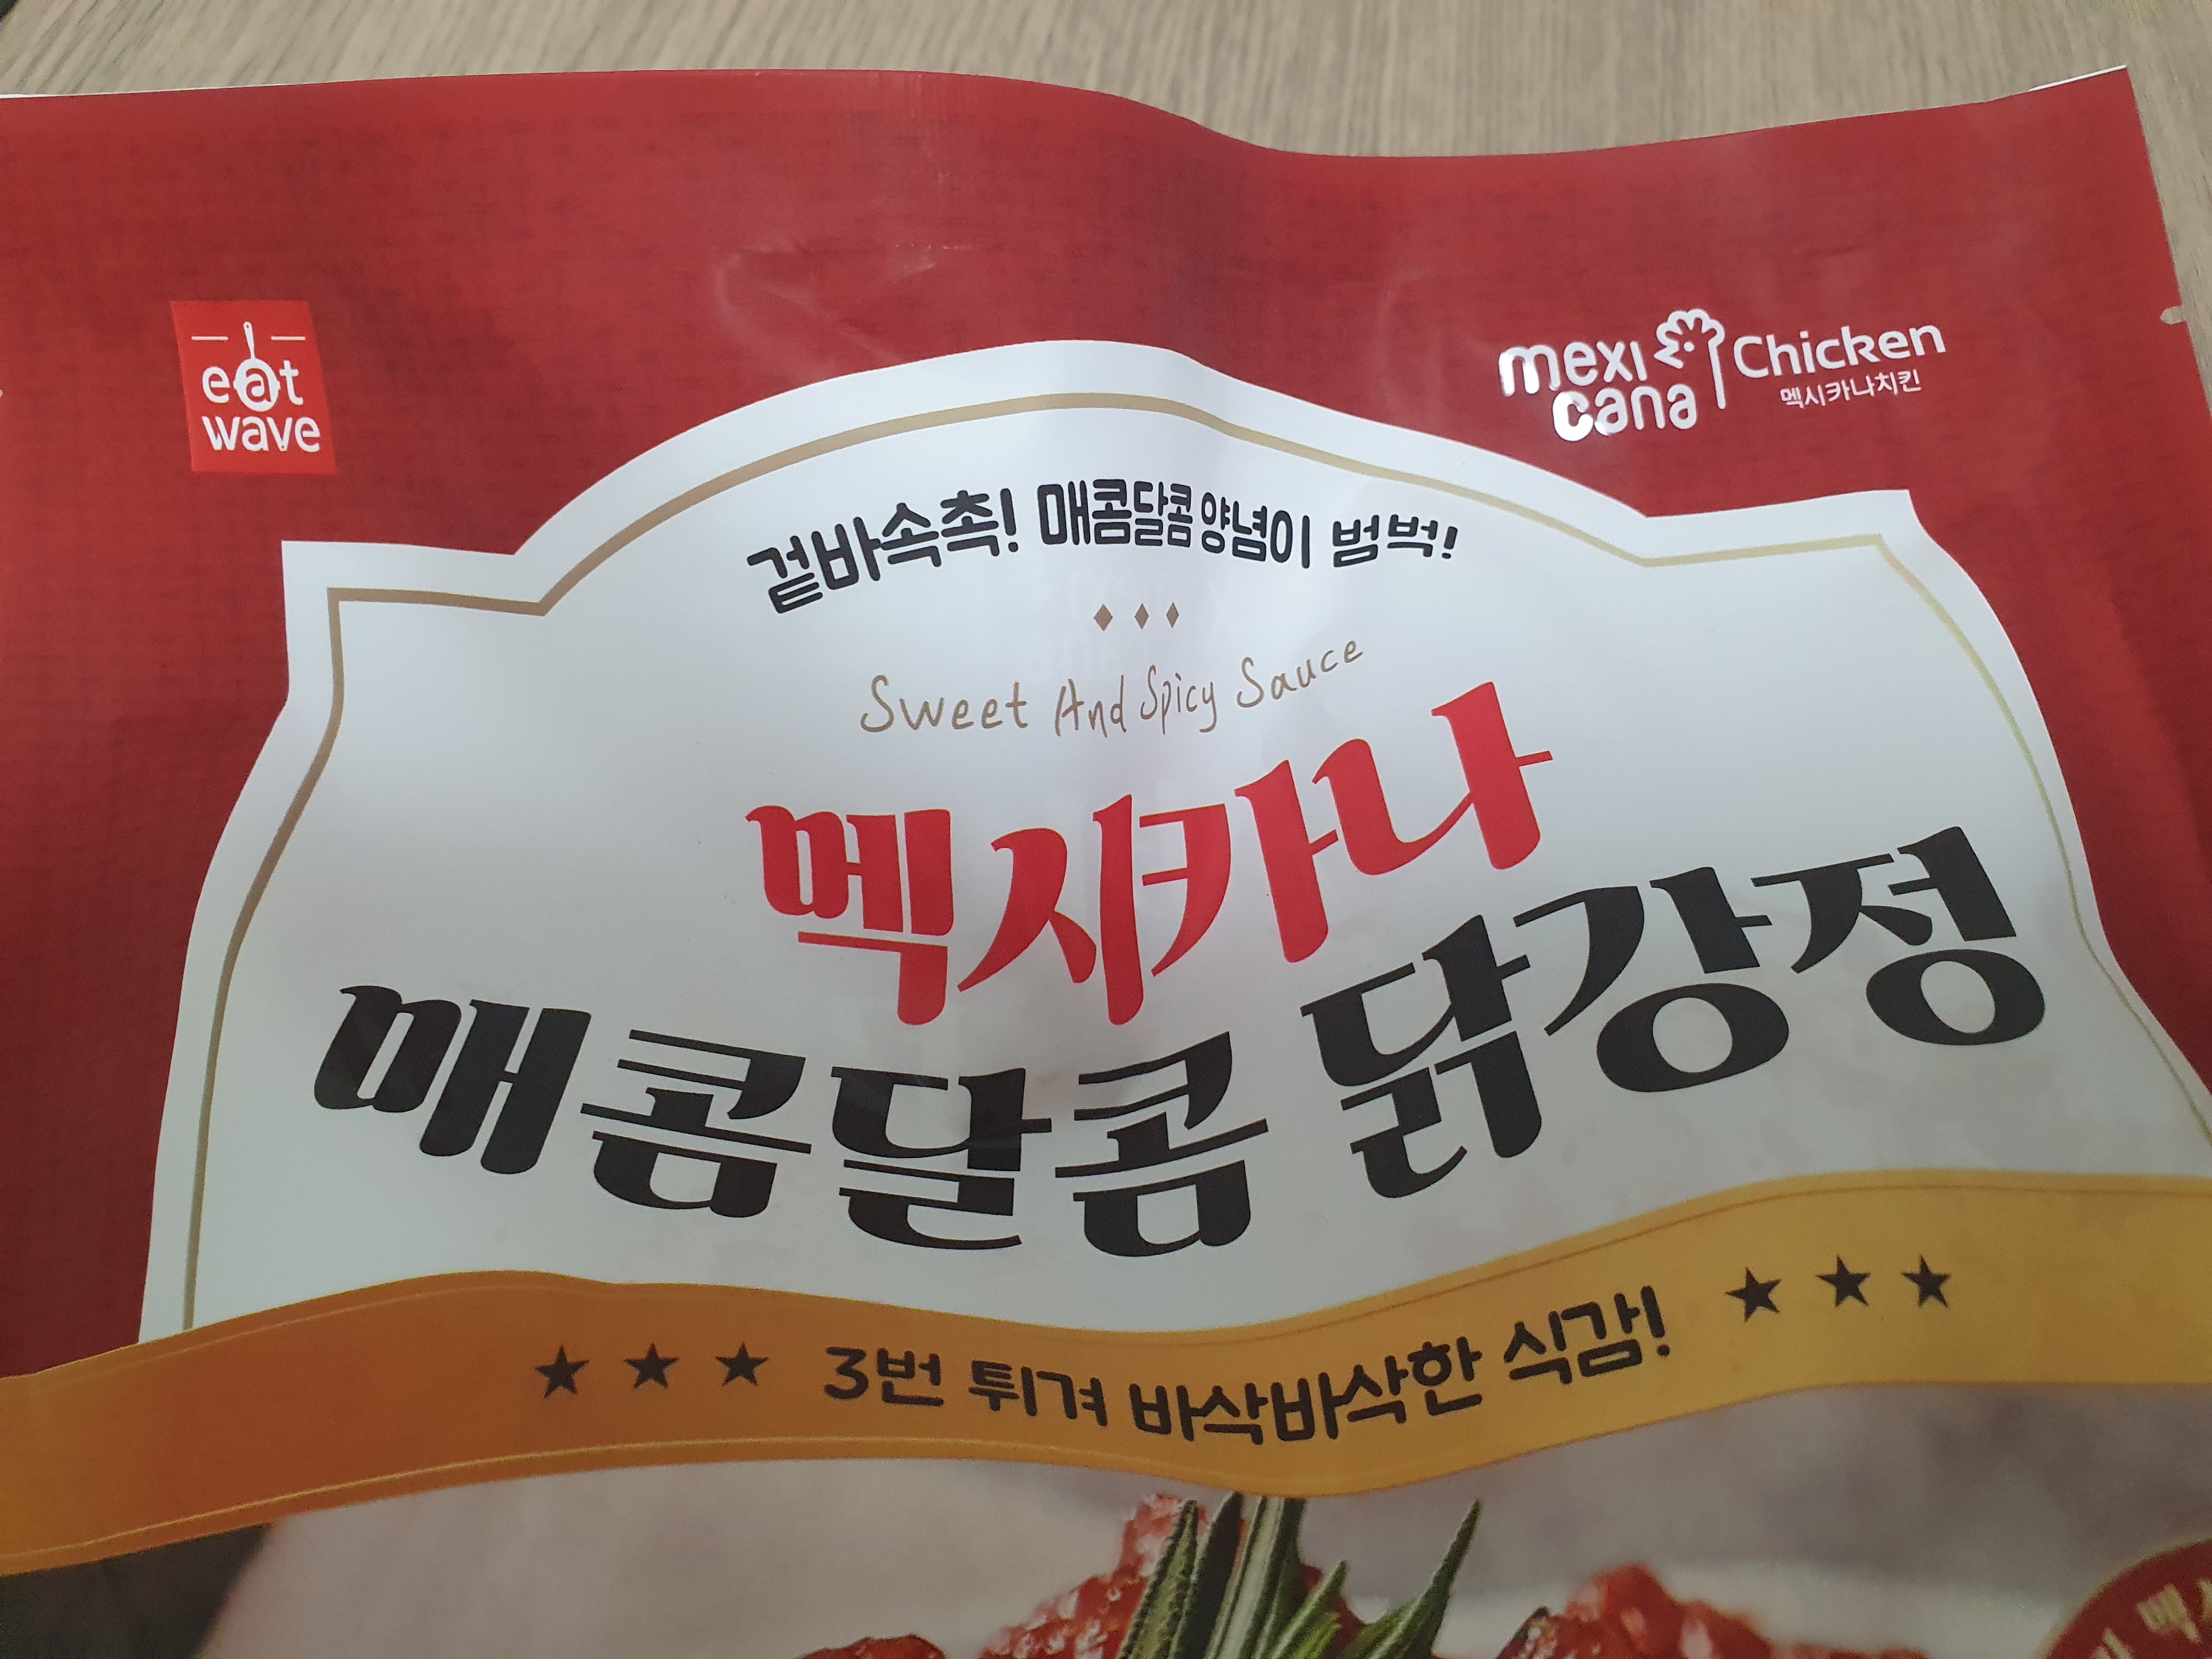 eat
wave
mexi
cana
Chicken
멕시카나치킨
겉바속촉! 매콤달콤 양념이 범벅!
Sweet And Spicy Sauce
멕시카나
매콤달콤 닭강정
3번 튀겨 바삭바삭한 식감!